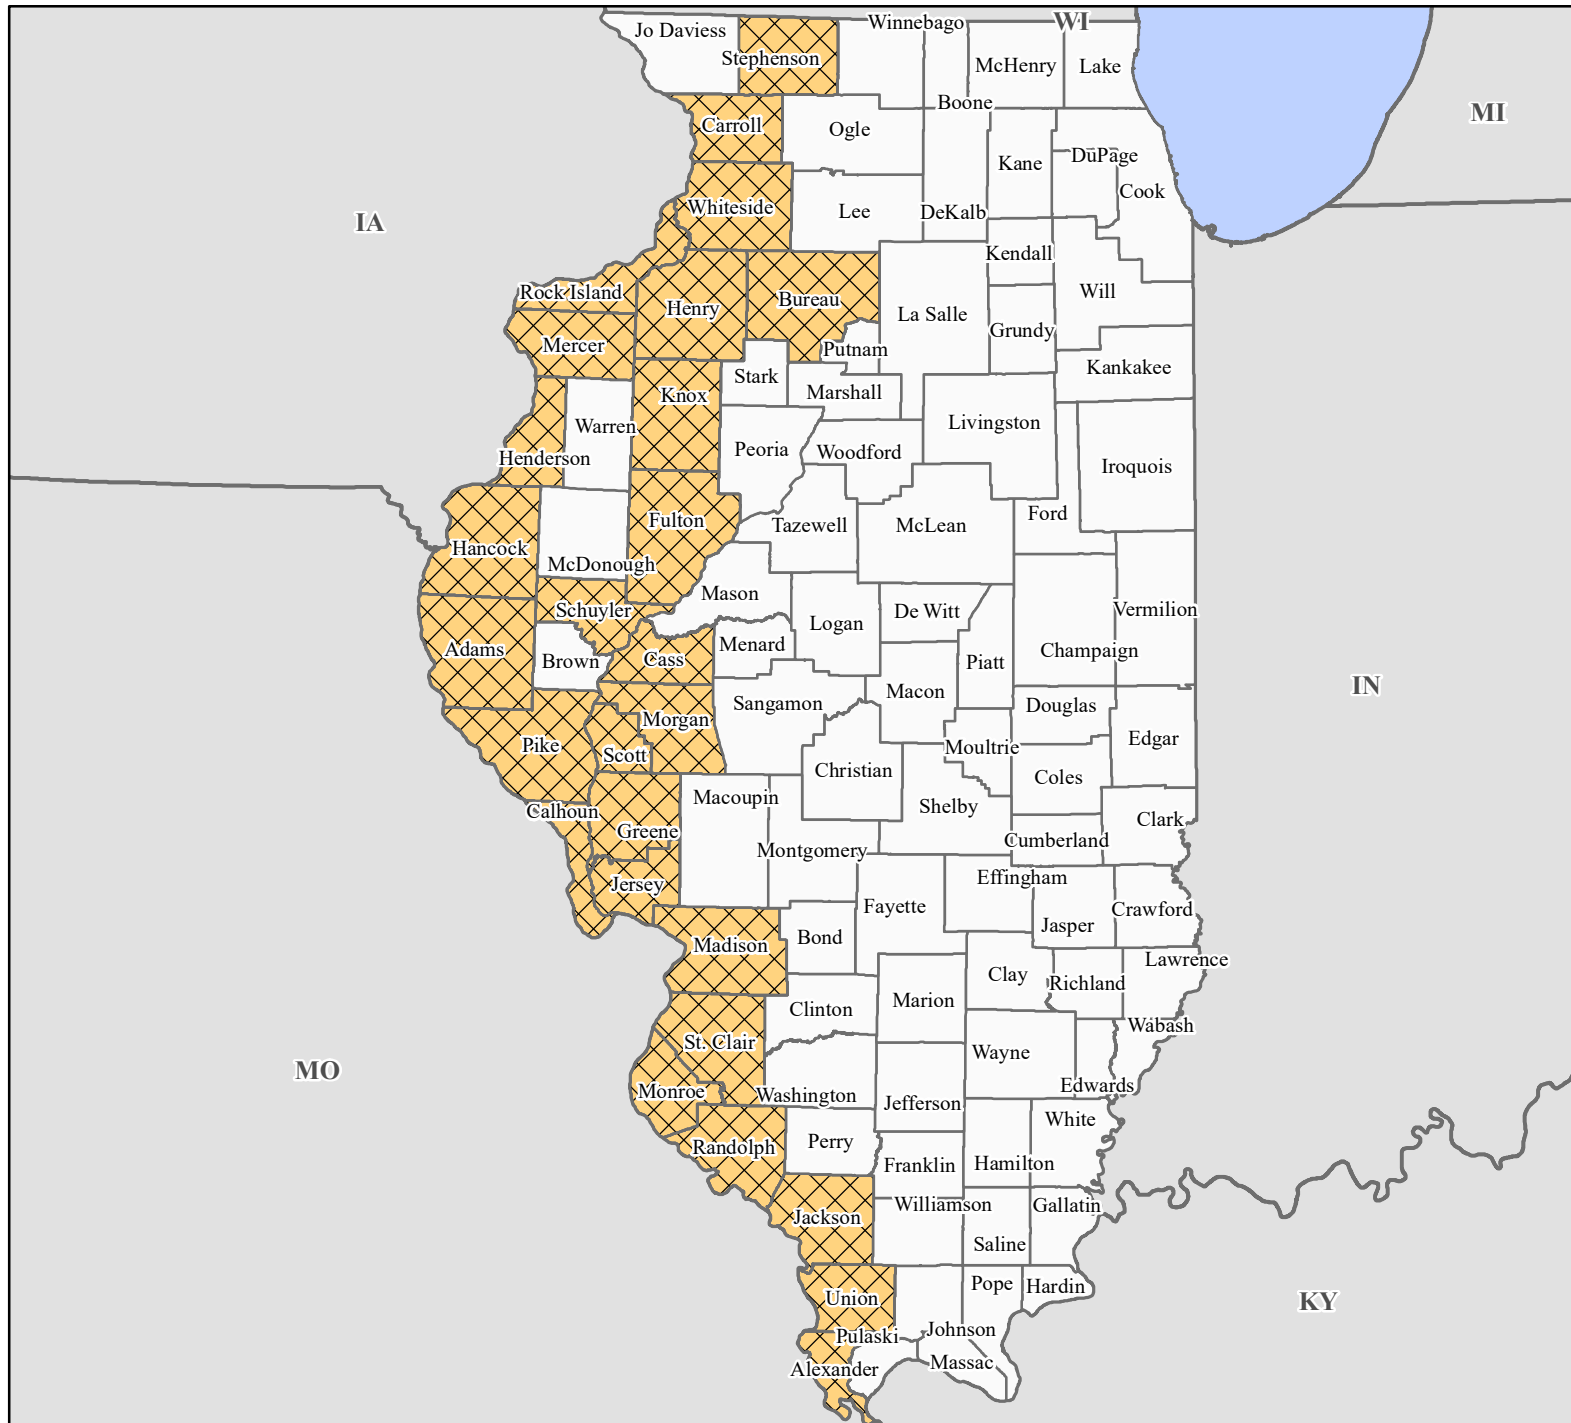 WI
Winnebago
Jo Daviess
Stephenson
McHenry
Lake
Boone
MI
Carroll
Ogle
Kane
DuPage
Cook
Whiteside
Lee
DeKalb
IA
Kendall
Rock Island
Henry
Bureau
La Salle
Will
Grundy
Mercer
Putnam
Kankakee
Stark
Marshall
Knox
Warren
Livingston
Henderson
Peoria
Woodford
Iroquois
Fulton
Tazewell
McLean
Ford
Hancock
McDonough
Mason
Schuyler
De Witt
Vermilion
Logan
Adams
Brown
Cass
Menard
Champaign
Piatt
IN
Macon
Sangamon
Douglas
Morgan
Pike
Scott
Moultrie
Edgar
Christian
Coles
Macoupin
Shelby
Calhoun
Greene
Clark
Cumberland
Montgomery
Jersey
Effingham
Fayette
Crawford
Jasper
Bond
Madison
Lawrence
Clay
Richland
Marion
Clinton
Wabash
St. Clair
Wayne
MO
Monroe
Washington
Edwards
Jefferson
White
Randolph
Perry
Franklin
Hamilton
Williamson
Gallatin
Jackson
Saline
Pope
Hardin
Union
KY
Pulaski
Johnson
Massac
Alexander